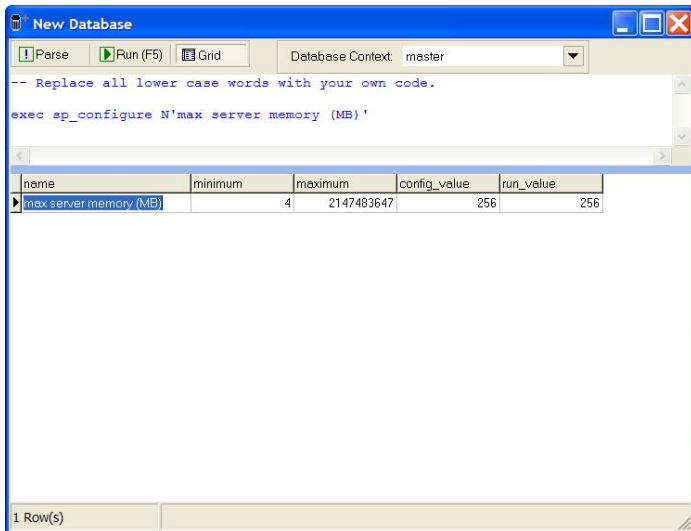 New Database
Parse Run (F5) Grid Database Context: master
-- Replace all lower case words with your own code.
exec sp_configure N'max server memory (MB)'
name minimum maximum config_value run_value
max server memory (MB) 4 2147483647 256 256
1 Row(s)